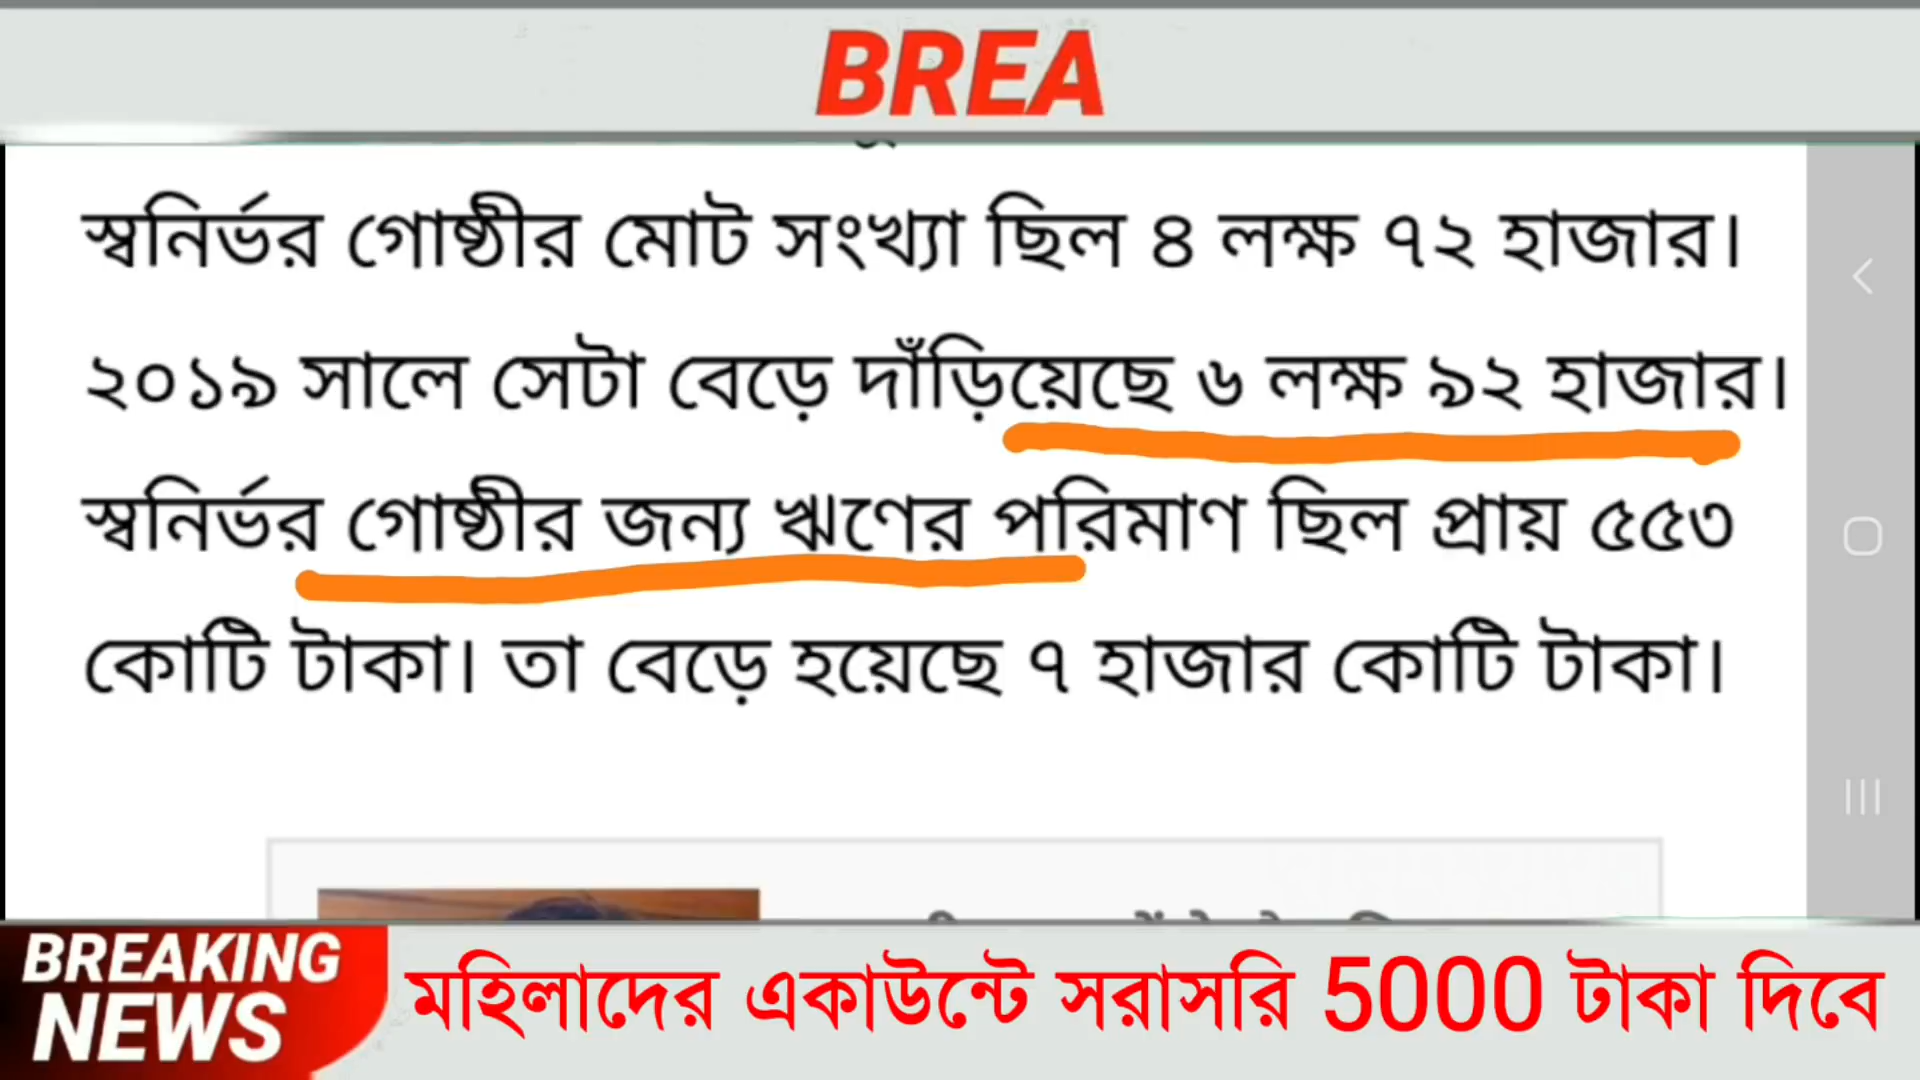 BREA
স্বনির্ভর গোষ্ঠীর মোট সংখ্যা ছিল ৪ লক্ষ ৭২ হাজার।
২০১৯ সালে সেটা বেড়ে দাঁড়িয়েছে ৬ লক্ষ ৯২ হাজার।
স্বনির্ভর গোষ্ঠীর জন্য ঋণের পরিমাণ ছিল প্রায় ৫৫৩
কোটি টাকা। তা বেড়ে হয়েছে ৭ হাজার কোটি টাকা।
BREAKING
NEWS
মহিলাদের একাউন্টে সরাসরি 5000 টাকা দিবে